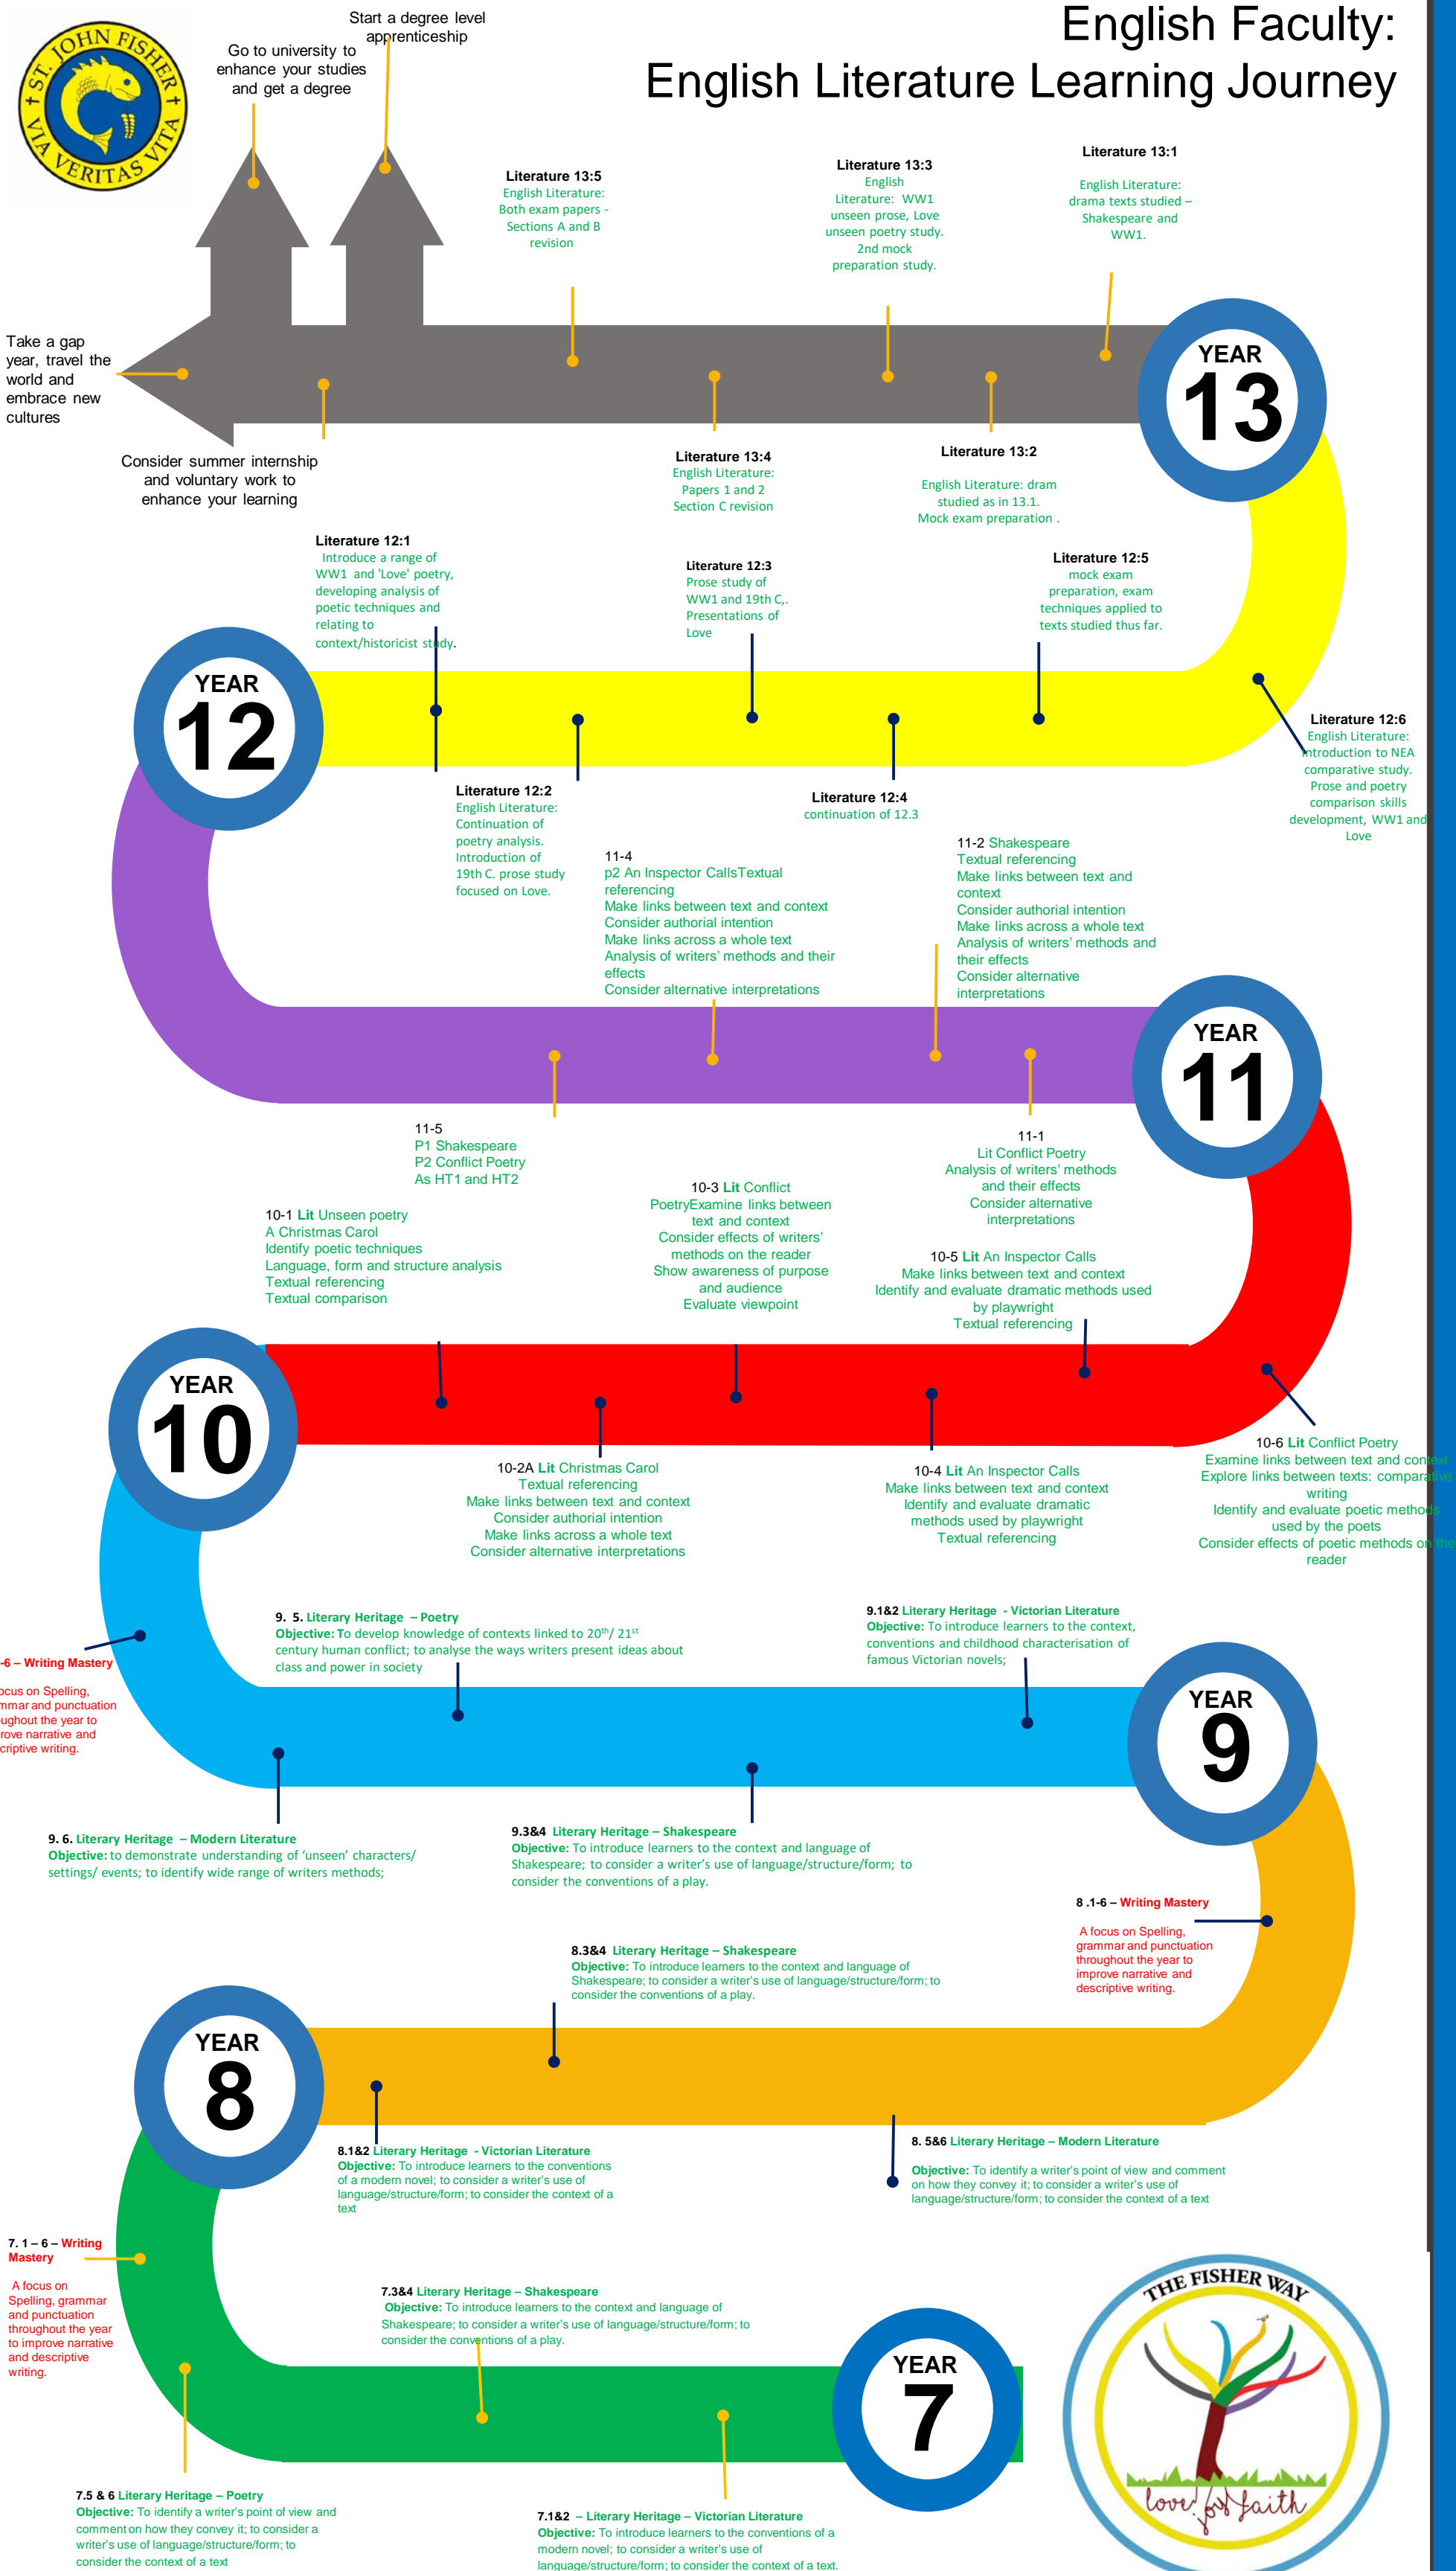 English Faculty:
English Literature Learning Journey
ST. JOHN FISHER
VIA VERITAS VITA
Start a degree level
apprenticeship
Go to university to
enhance your studies
and get a degree
Take a gap
year, travel the
world and
embrace new
cultures
Consider summer internship
and voluntary work to
enhance your learning
Literature 13:5
English Literature:
Both exam papers -
Sections A and B
revision
Literature 13:3
English
Literature: WW1
unseen prose, Love
unseen poetry study.
2nd mock
preparation study.
Literature 13:1
English Literature:
drama texts studied –
Shakespeare and
WW1.
YEAR
13
Literature 13:4
English Literature:
Papers 1 and 2
Section C revision
Literature 13:2
English Literature: dram
studied as in 13.1.
Mock exam preparation .
Literature 12:1
Introduce a range of
WW1 and 'Love' poetry,
developing analysis of
poetic techniques and
relating to
context/historicist study.
Literature 12:3
Prose study of
WW1 and 19th C,.
Presentations of
Love
Literature 12:5
mock exam
preparation, exam
techniques applied to
texts studied thus far.
YEAR
12
Literature 12:6
English Literature:
Introduction to NEA
comparative study.
Prose and poetry
comparison skills
development, WW1 and
Love
Literature 12:2
English Literature:
Continuation of
poetry analysis.
Introduction of
19th C. prose study
focused on Love.
Literature 12:4
continuation of 12.3
11-4
p2 An Inspector CallsTextual
referencing
Make links between text and context
Consider authorial intention
Make links across a whole text
Analysis of writers' methods and their
effects
Consider alternative interpretations
11-2 Shakespeare
Textual referencing
Make links between text and
context
Consider authorial intention
Make links across a whole text
Analysis of writers' methods and
their effects
Consider alternative
interpretations
YEAR
11
11-5
P1 Shakespeare
P2 Conflict Poetry
As HT1 and HT2
11-1
Lit Conflict Poetry
Analysis of writers' methods
and their effects
Consider alternative
interpretations
10-1 Lit Unseen poetry
A Christmas Carol
Identify poetic techniques
Language, form and structure analysis
Textual referencing
Textual comparison
10-3 Lit Conflict
PoetryExamine links between
text and context
Consider effects of writers'
methods on the reader
Show awareness of purpose
and audience
Evaluate viewpoint
10-5 Lit An Inspector Calls
Make links between text and context
Identify and evaluate dramatic methods used
by playwright
Textual referencing
YEAR
10
10-2A Lit Christmas Carol
Textual referencing
Make links between text and context
Consider authorial intention
Make links across a whole text
Consider alternative interpretations
10-4 Lit An Inspector Calls
Make links between text and context
Identify and evaluate dramatic
methods used by playwright
Textual referencing
10-6 Lit Conflict Poetry
Examine links between text and context
Explore links between texts: comparative
writing
Identify and evaluate poetic methods
used by the poets
Consider effects of poetic methods on the
reader
9. 5. Literary Heritage – Poetry
Objective: To develop knowledge of contexts linked to 20th/ 21st
century human conflict; to analyse the ways writers present ideas about
class and power in society
9.1&2 Literary Heritage - Victorian Literature
Objective: To introduce learners to the context,
conventions and childhood characterisation of
famous Victorian novels;
-6 – Writing Mastery
ocus on Spelling,
mmar and punctuation
oughout the year to
rove narrative and
criptive writing.
YEAR
9
9. 6. Literary Heritage – Modern Literature
Objective: to demonstrate understanding of 'unseen' characters/
settings/ events; to identify wide range of writers methods;
9.3&4 Literary Heritage – Shakespeare
Objective: To introduce learners to the context and language of
Shakespeare; to consider a writer's use of language/structure/form; to
consider the conventions of a play.
8 .1-6 – Writing Mastery
A focus on Spelling,
grammar and punctuation
throughout the year to
improve narrative and
descriptive writing.
8.3&4 Literary Heritage – Shakespeare
Objective: To introduce learners to the context and language of
Shakespeare; to consider a writer's use of language/structure/form; to
consider the conventions of a play.
YEAR
8
8.1&2 Literary Heritage - Victorian Literature
Objective: To introduce learners to the conventions
of a modern novel; to consider a writer's use of
language/structure/form; to consider the context of a
text
8. 5&6 Literary Heritage – Modern Literature
Objective: To identify a writer's point of view and comment
on how they convey it; to consider a writer's use of
language/structure/form; to consider the context of a text
7. 1 – 6 – Writing
Mastery
A focus on
Spelling, grammar
and punctuation
throughout the year
to improve narrative
and descriptive
writing.
7.3&4 Literary Heritage – Shakespeare
Objective: To introduce learners to the context and language of
Shakespeare; to consider a writer's use of language/structure/form; to
consider the conventions of a play.
YEAR
7
THE FISHER WAY
love for faith
7.5 & 6 Literary Heritage – Poetry
Objective: To identify a writer's point of view and
comment on how they convey it; to consider a
writer's use of language/structure/form; to
consider the context of a text
7.1&2 – Literary Heritage – Victorian Literature
Objective: To introduce learners to the conventions of a
modern novel; to consider a writer's use of
language/structure/form; to consider the context of a text.